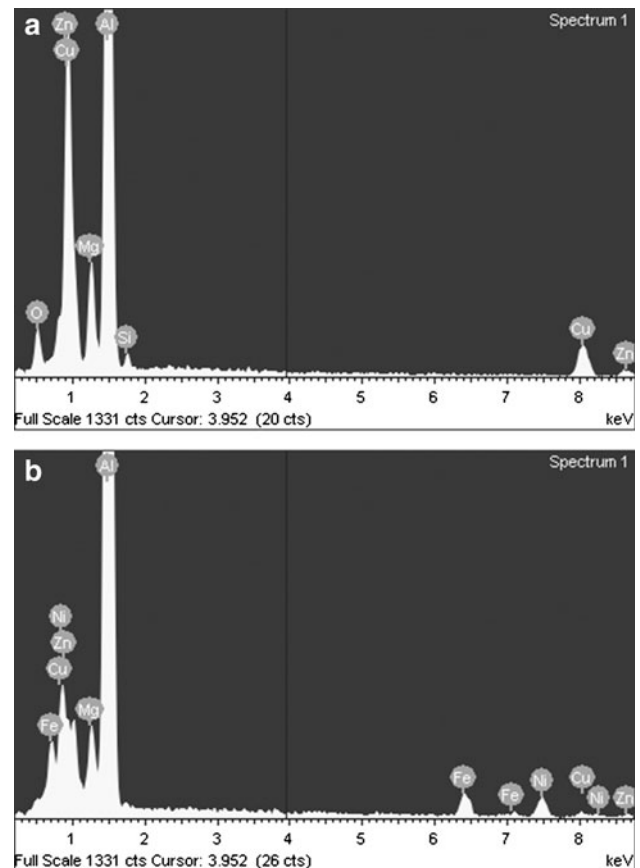 a
Spectrum 1
Zn
Cu
Al
Mg
O
Si
Cu
Zn
1 2 3 4 5 6 7 8
Full Scale 1331 cts Cursor: 3.952 (20 cts) keV
b
Spectrum 1
Al
Ni
Zn
Cu
Fe
Mg
Fe
Fe
Ni
Cu
Ni
Zn
1 2 3 4 5 6 7 8
Full Scale 1331 cts Cursor: 3.952 (26 cts) keV